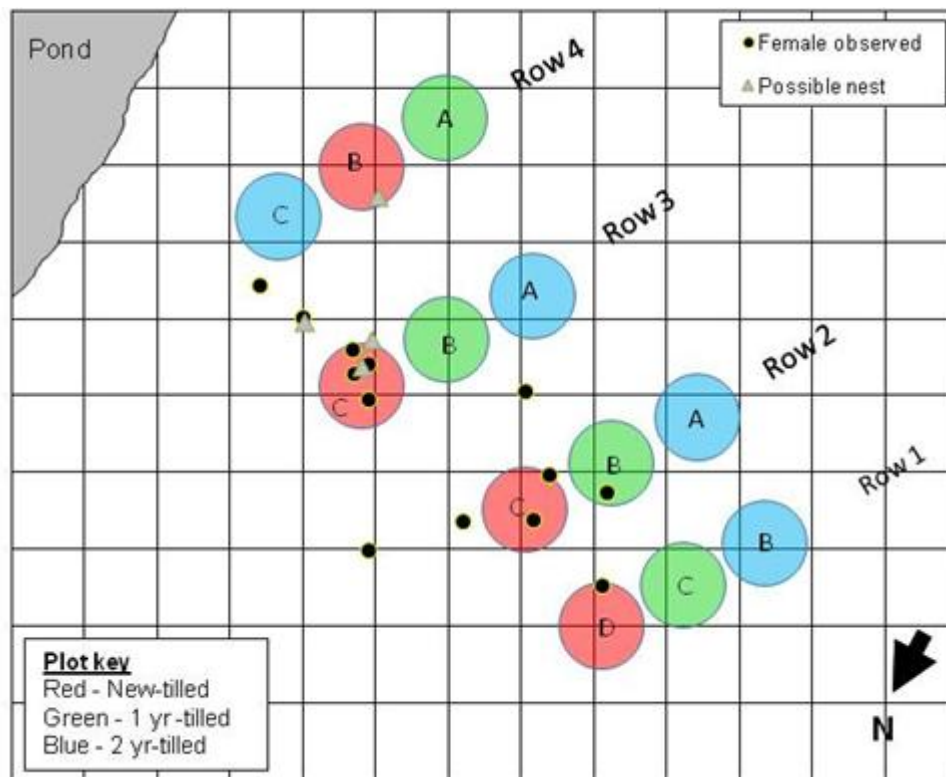 Pond
Female observed
Possible nest
Row 4
A
B
C
Row 3
A
B
C
Row 2
A
B
C
Row 1
B
C
D
Plot key
Red - New-tilled
Green - 1 yr -tilled
Blue - 2 yr-tilled
N